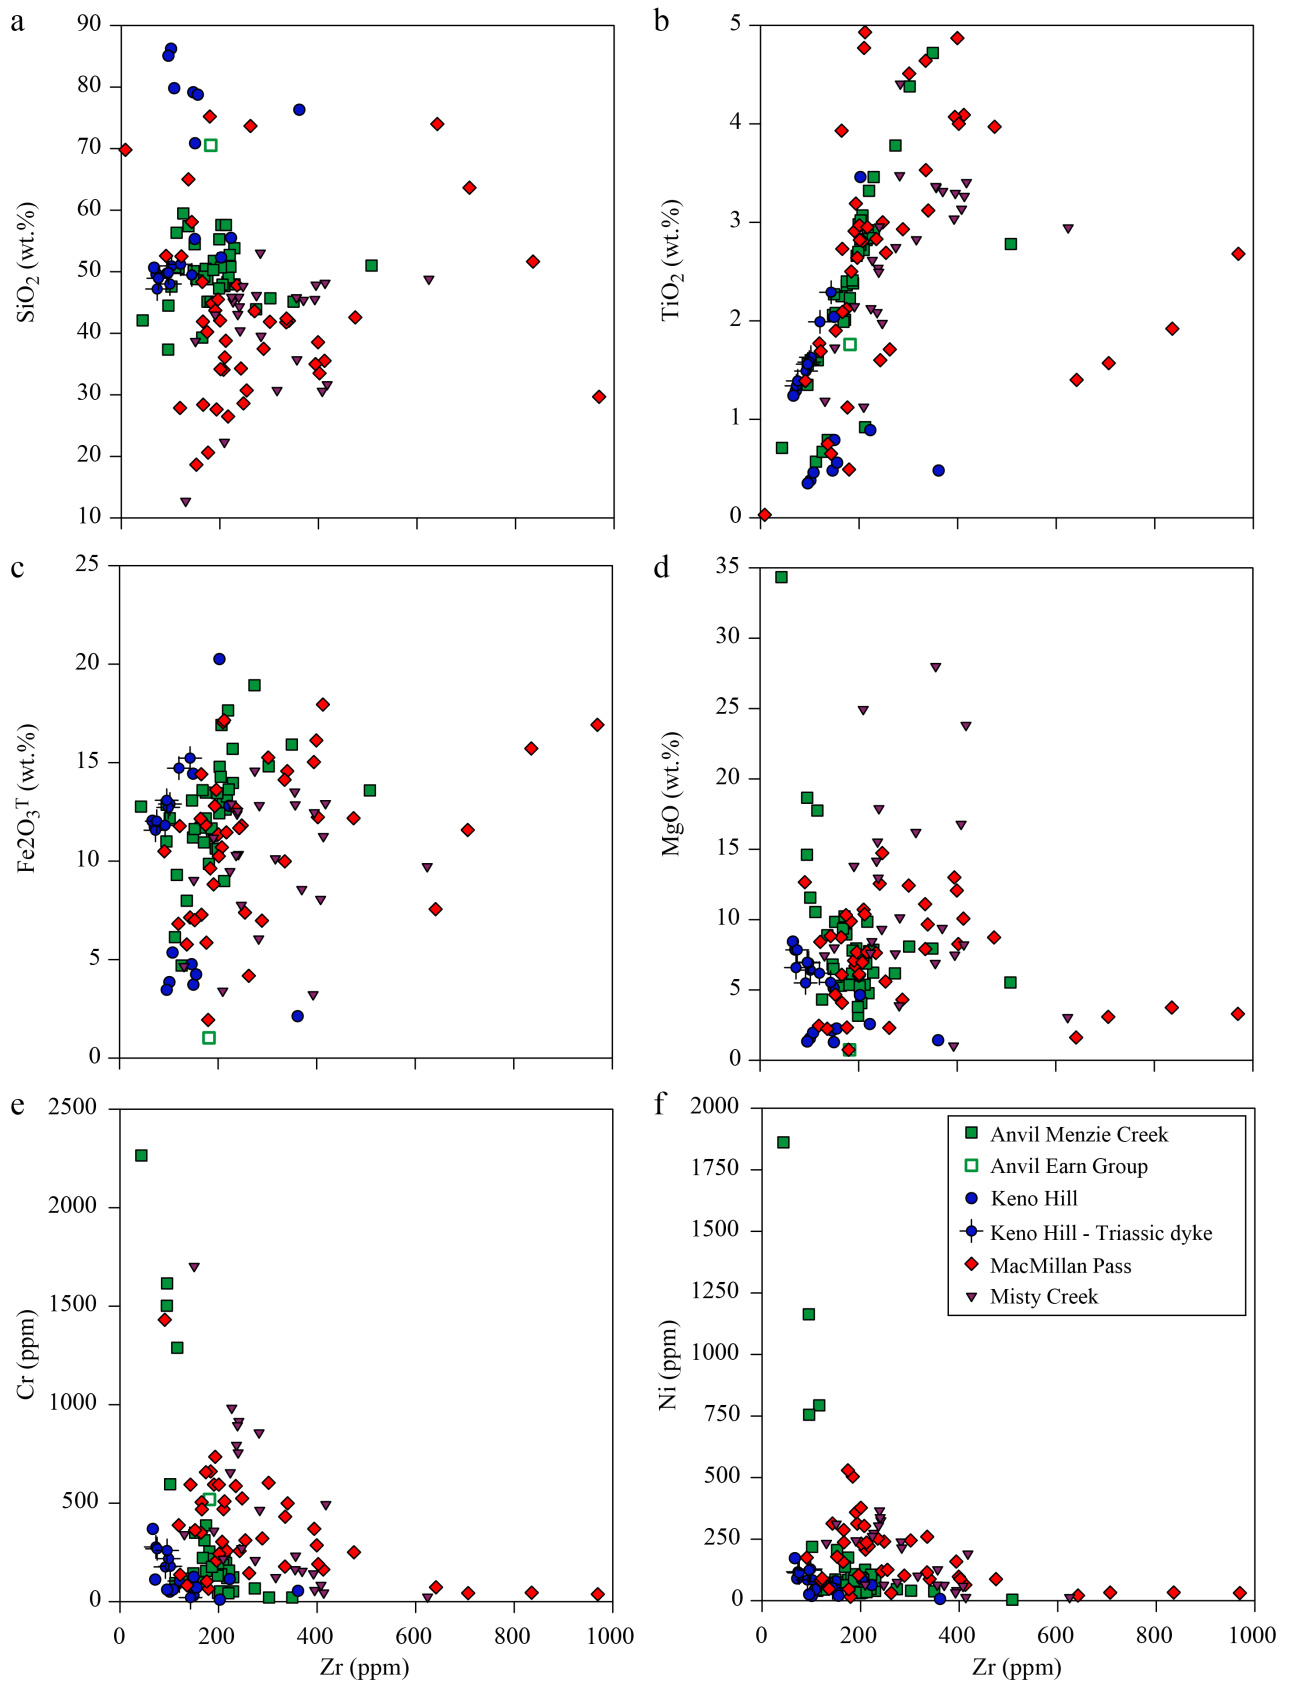 a
90
80
70
60
50
40
30
20
10
SiO2 (wt.%)
b
5
4
3
2
1
0
TiO2 (wt.%)
c
25
20
15
10
5
0
Fe2O3T (wt.%)
d
35
30
25
20
15
10
5
0
MgO (wt.%)
e
2500
2000
1500
1000
500
0
Cr (ppm)
0 200 400 600 800 1000
Zr (ppm)
f
2000
1750
1500
1250
1000
750
500
250
0
Ni (ppm)
Anvil Menzie Creek
Anvil Earn Group
Keno Hill
Keno Hill - Triassic dyke
MacMillan Pass
Misty Creek
0 200 400 600 800 1000
Zr (ppm)